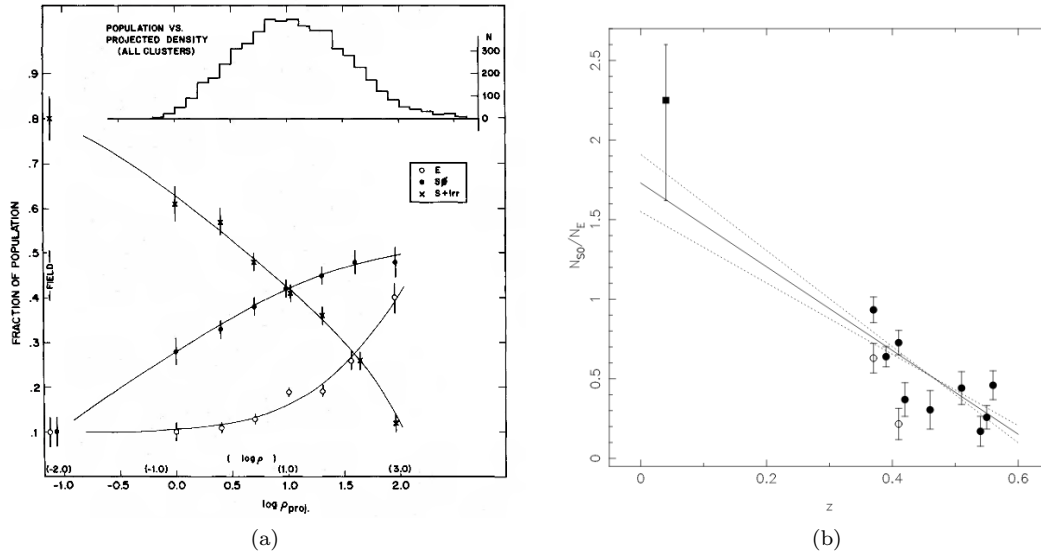 POPULATION VS.
PROJECTED DENSITY
(ALL CLUSTERS)
N
300
200
100
0
.9
.8
.7
.6
.5
.4
.3
.2
.1
FRACTION OF POPULATION
FIELD
E
S0
S+Irr
(-2.0) (-1.0) ( log ρ ) (1.0) (3.0)
-1.0 -0.5 0.0 0.5 1.0 1.5 2.0
log ρproj.
(a)
2.5
2
1.5
1
0.5
0
NS0/NE
0 0.2 0.4 0.6
z
(b)